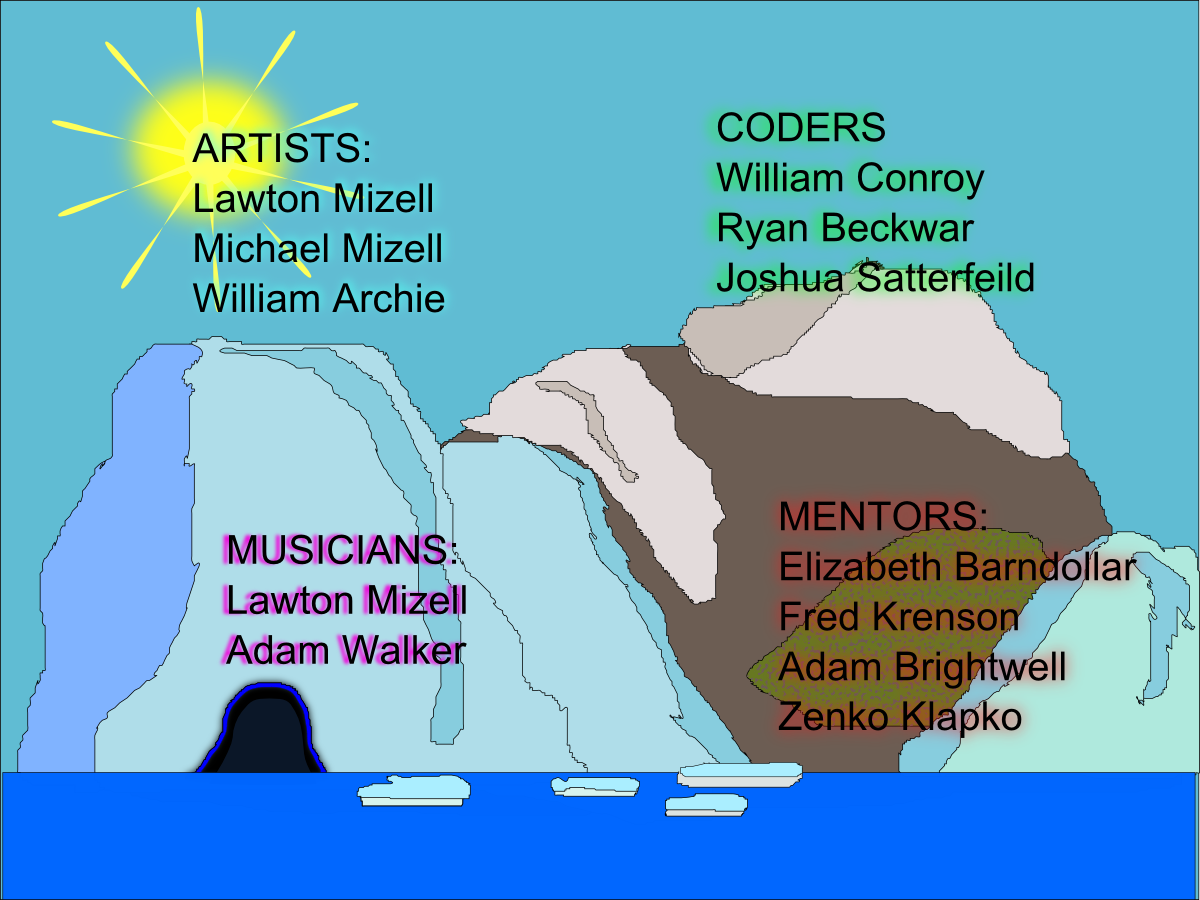 ARTISTS:
Lawton Mizell
Michael Mizell
William Archie
CODERS
William Conroy
Ryan Beckwar
Joshua Satterfeild
MUSICIANS:
Lawton Mizell
Adam Walker
MENTORS:
Elizabeth Barndollar
Fred Krenson
Adam Brightwell
Zenko Klapko